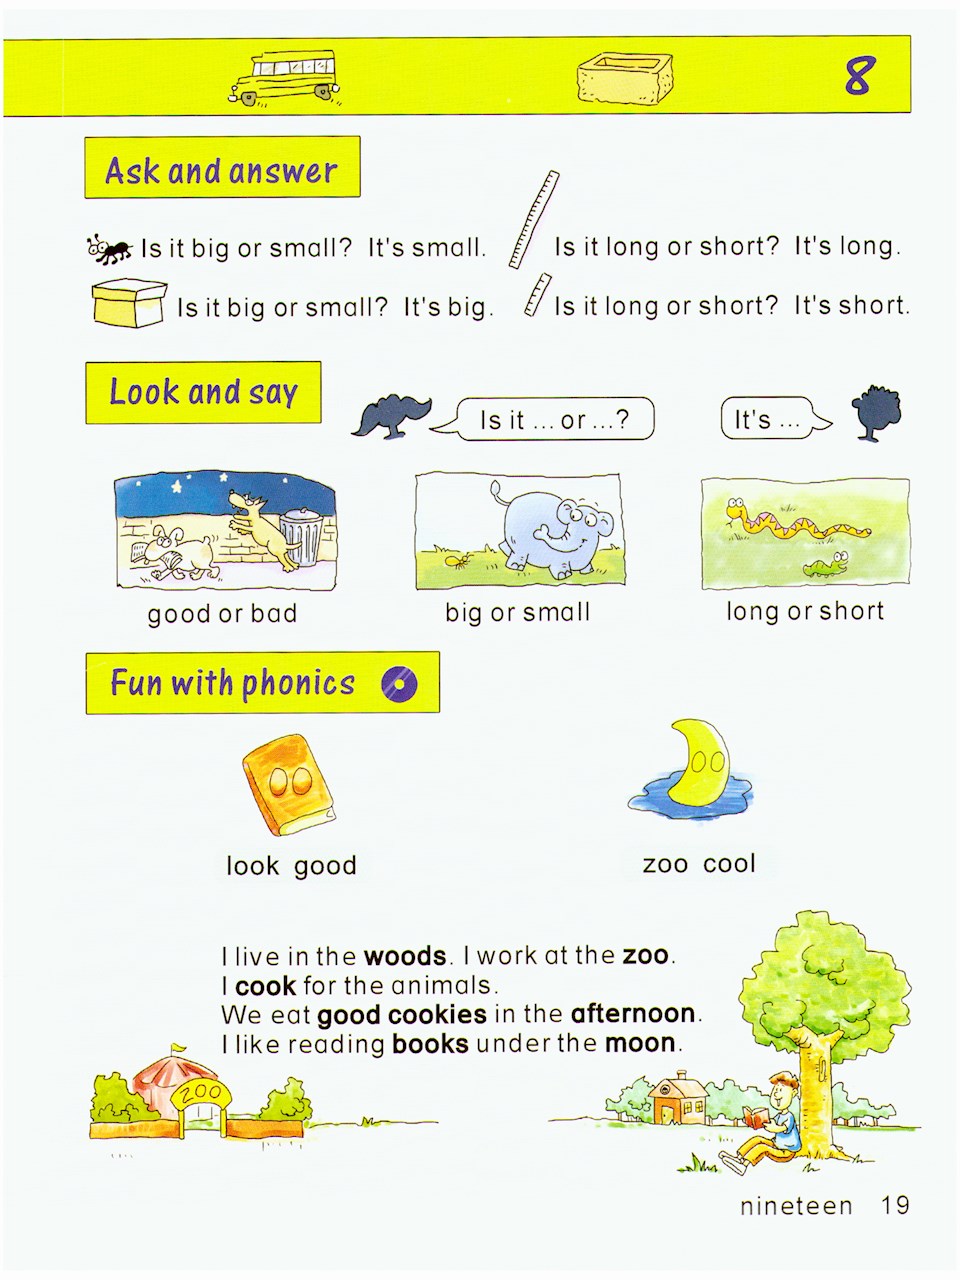 8
Ask and answer
Is it big or small? It's small.
Is it long or short? It's long.
Is it big or small? It's big.
Is it long or short? It's short.
Look and say
Is it ... or ...?
It's ...
good or bad
big or small
long or short
Fun with phonics
oo
oo
look good
zoo cool
I live in the woods. I work at the zoo.
I cook for the animals.
We eat good cookies in the afternoon.
I like reading books under the moon.
ZOO
nineteen 19